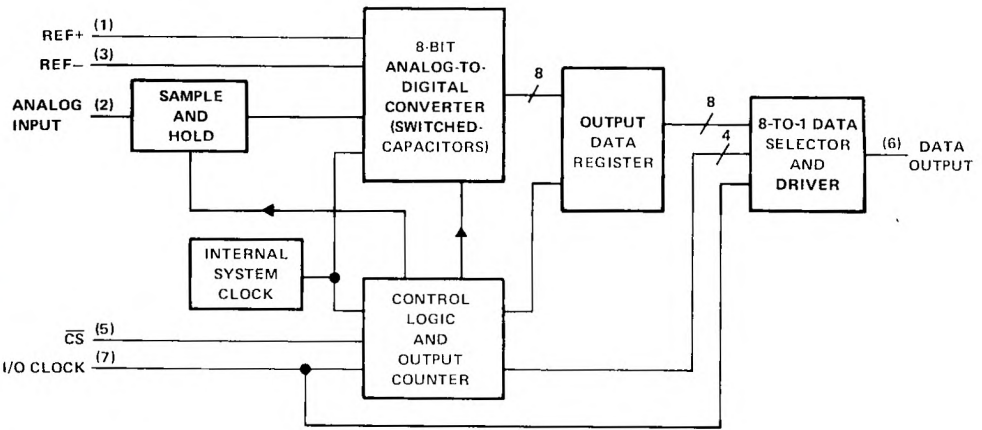 REF+ (1)
REF− (3)
ANALOG
INPUT
(2)
SAMPLE
AND
HOLD
8-BIT
ANALOG-TO-
DIGITAL
CONVERTER
(SWITCHED-
CAPACITORS)
8
OUTPUT
DATA
REGISTER
8
4
8-TO-1 DATA
SELECTOR
AND
DRIVER
(6)
DATA
OUTPUT
INTERNAL
SYSTEM
CLOCK
CONTROL
LOGIC
AND
OUTPUT
COUNTER
C̅S̅ (5)
I/O CLOCK (7)